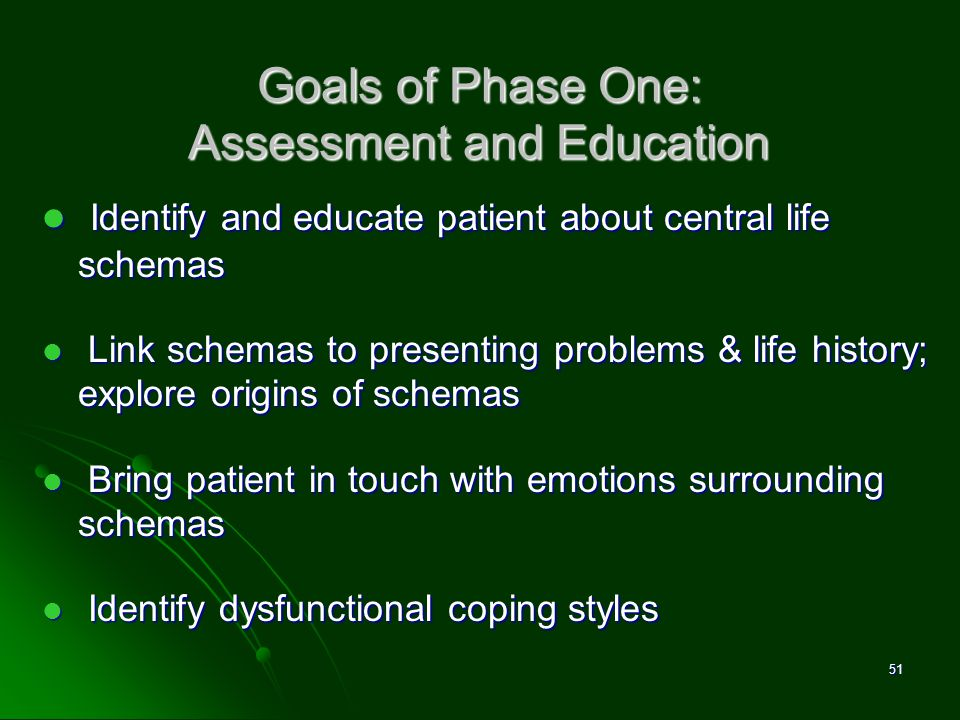 Goals of Phase One:
Assessment and Education
● Identify and educate patient about central life
schemas
● Link schemas to presenting problems & life history;
explore origins of schemas
● Bring patient in touch with emotions surrounding
schemas
● Identify dysfunctional coping styles
51